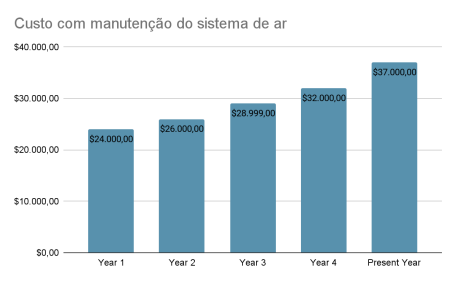 Custo com manutenção do sistema de ar
$40.000,00
$30.000,00
$20.000,00
$10.000,00
$0,00
$24.000,00
$26.000,00
$28.999,00
$32.000,00
$37.000,00
Year 1
Year 2
Year 3
Year 4
Present Year